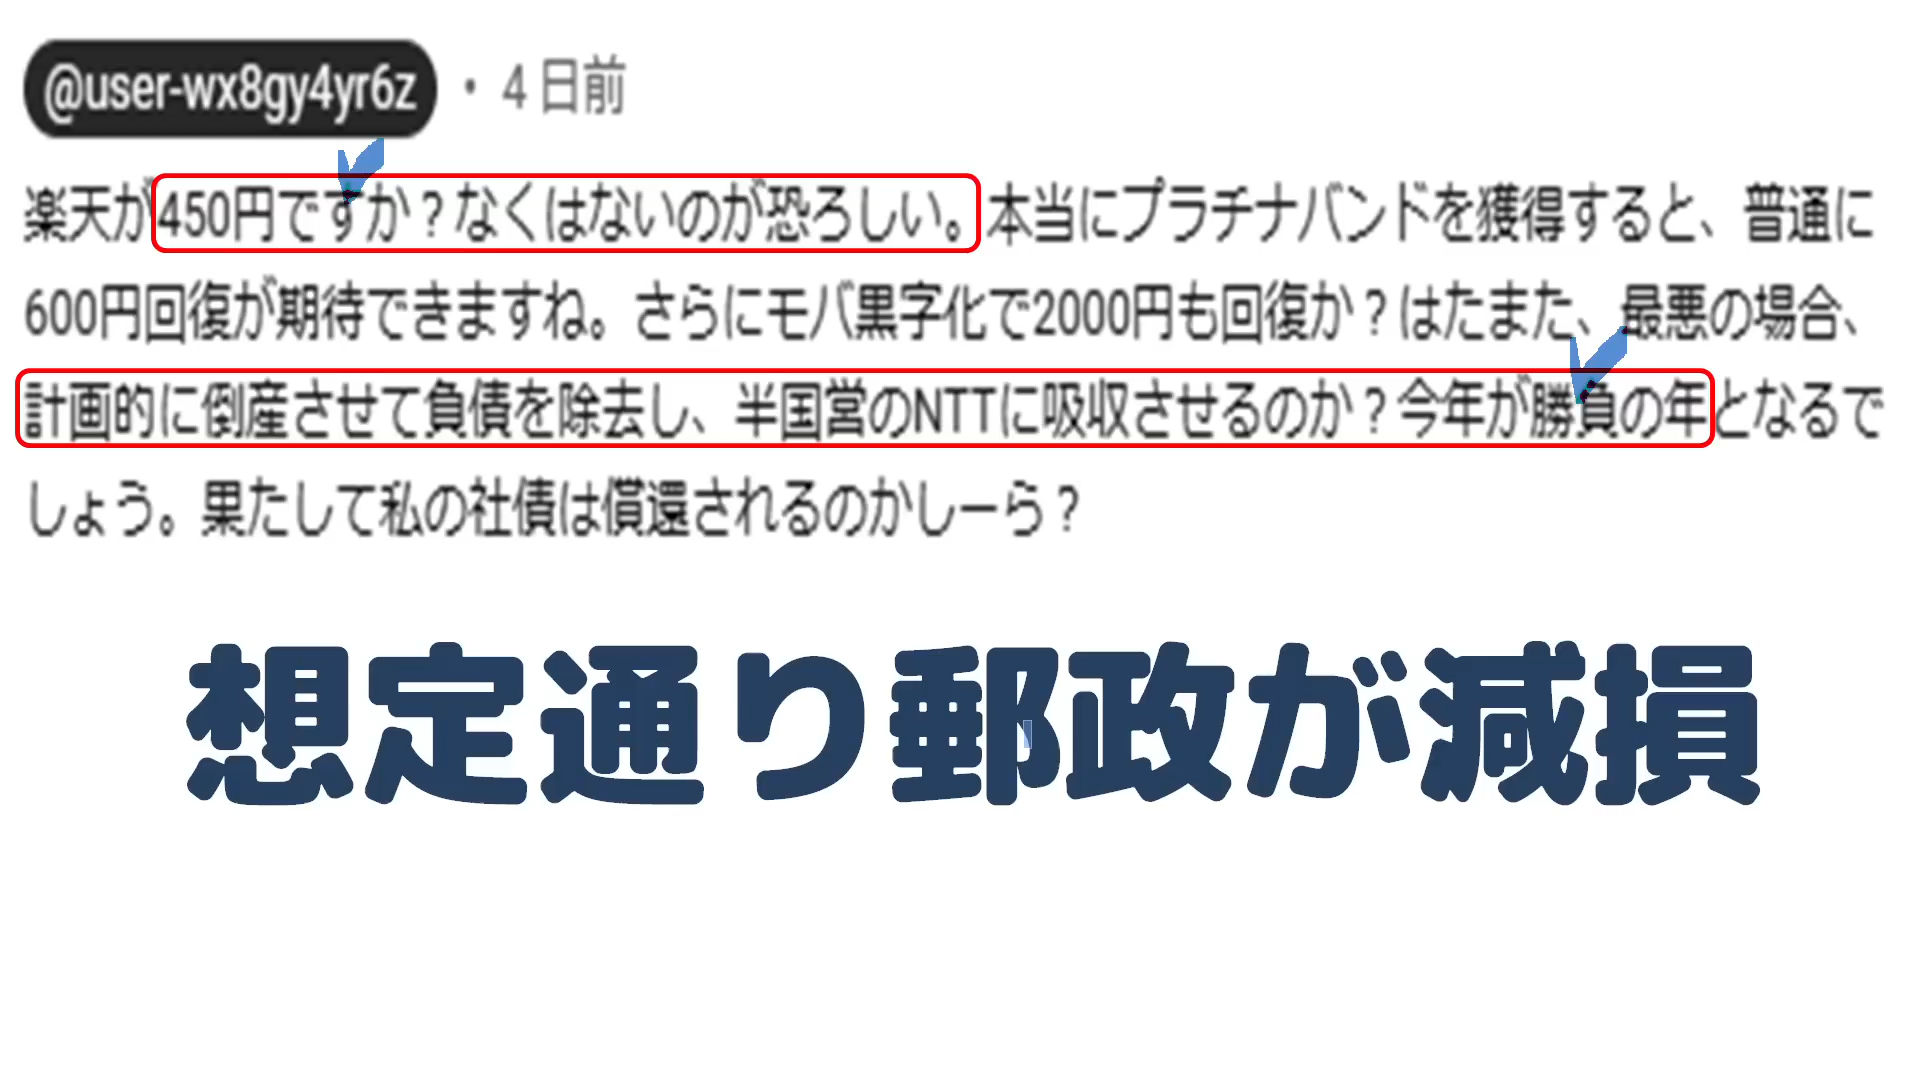 @user-wx8gy4yr6z ・ 4 日前
楽天が450円ですか？なくはないのが恐ろしい。本当にプラチナバンドを獲得すると、普通に
600円回復が期待できますね。さらにモバ黒字化で2000円も回復か？はたまた、最悪の場合、
計画的に倒産させて負債を除去し、半国営のNTTに吸収させるのか？今年が勝負の年となるで
しょう。果たして私の社債は償還されるのかしーら？
想定通り郵政が減損